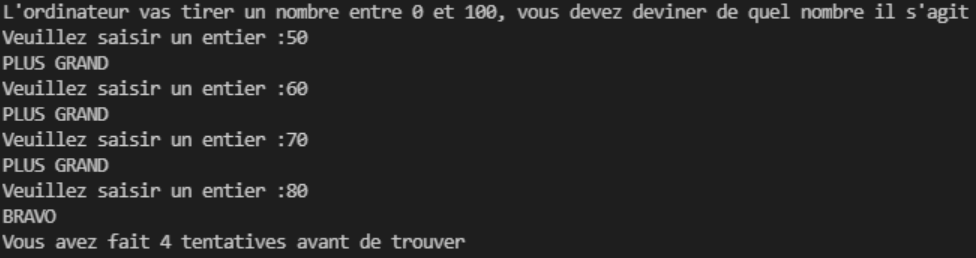 L'ordinateur vas tirer un nombre entre 0 et 100, vous devez deviner de quel nombre il s'agit
Veuillez saisir un entier :50
PLUS GRAND
Veuillez saisir un entier :60
PLUS GRAND
Veuillez saisir un entier :70
PLUS GRAND
Veuillez saisir un entier :80
BRAVO
Vous avez fait 4 tentatives avant de trouver